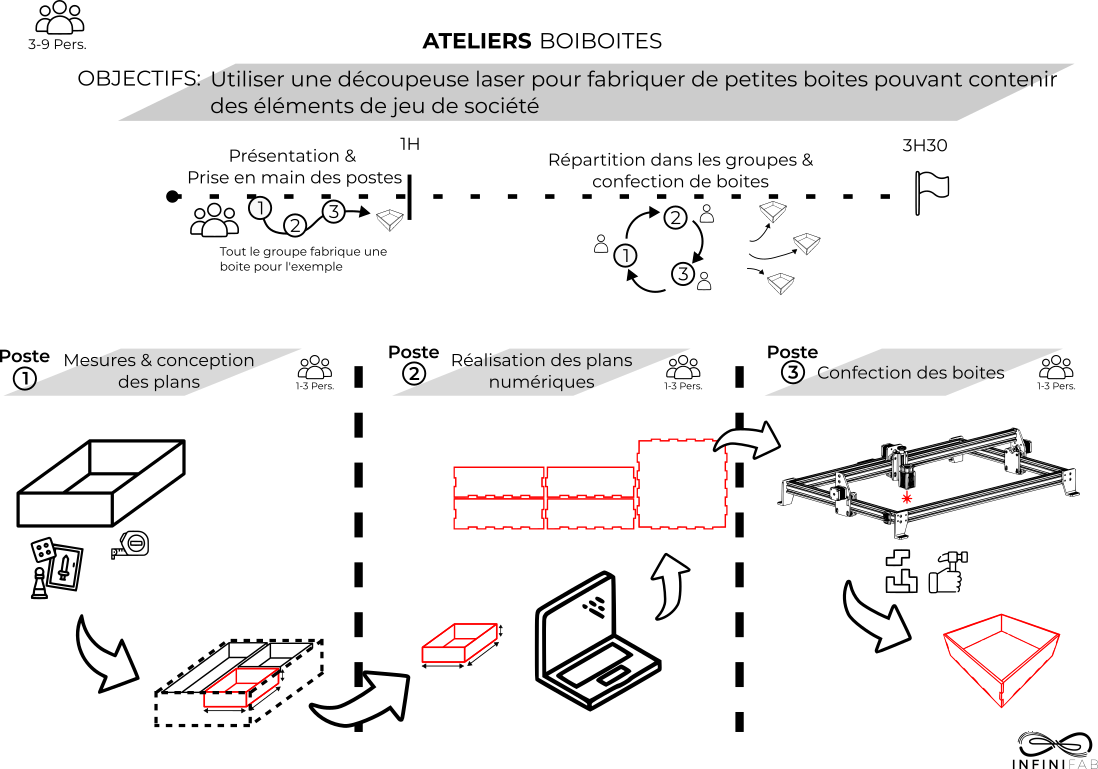 3-9 Pers.
ATELIERS BOIBOITES
OBJECTIFS: Utiliser une découpeuse laser pour fabriquer de petites boites pouvant contenir
des éléments de jeu de société
Présentation &
Prise en main des postes
1H
Répartition dans les groupes &
confection de boites
3H30
1
2
3
Tout le groupe fabrique une
boite pour l'exemple
1
2
3
Poste
1
Mesures & conception
des plans
1-3 Pers.
Poste
2
Réalisation des plans
numériques
1-3 Pers.
Poste
3
Confection des boites
1-3 Pers.
INFINIFAB